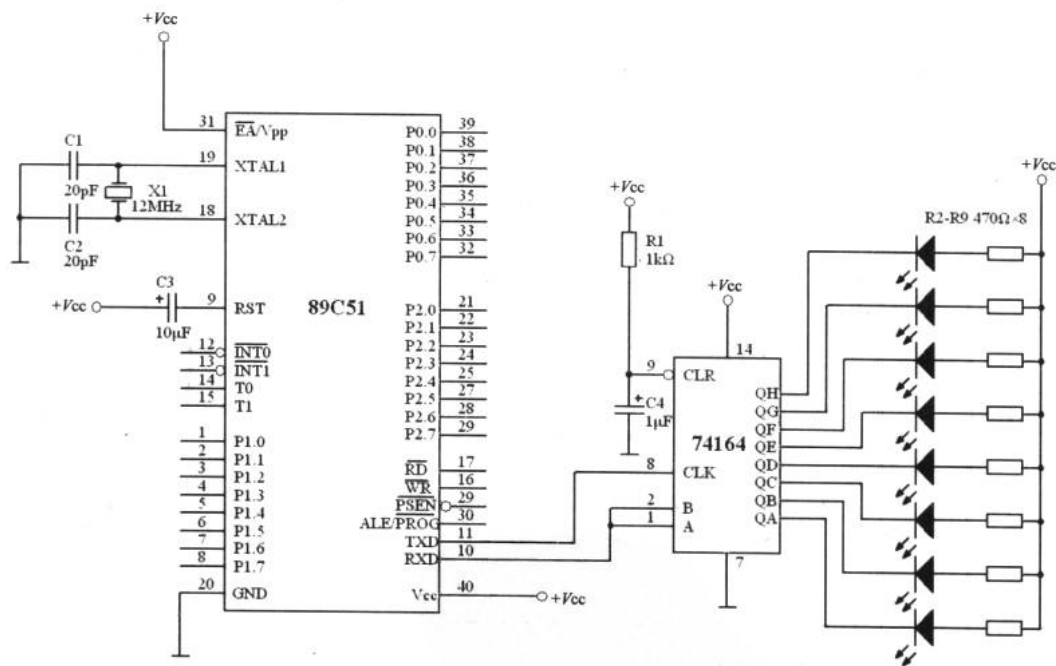 +Vcc
31
EA/Vpp
C1
20pF
19
XTAL1
X1
12MHz
18
XTAL2
C2
20pF
+Vcc
C3
+
10μF
9
RST
89C51
12
INT0
13
INT1
14
T0
15
T1
1
P1.0
2
P1.1
3
P1.2
4
P1.3
5
P1.4
6
P1.5
7
P1.6
8
P1.7
20
GND
P0.0
39
P0.1
38
P0.2
37
P0.3
36
P0.4
35
P0.5
34
P0.6
33
P0.7
32
P2.0
21
P2.1
22
P2.2
23
P2.3
24
P2.4
25
P2.5
27
P2.6
28
P2.7
29
RD
17
WR
16
PSEN
29
ALE/PROG
30
TXD
11
RXD
10
Vcc
40
+Vcc
+Vcc
R1
1kΩ
+
C4
1μF
+Vcc
14
9
CLR
74164
8
CLK
2
B
1
A
7
QH
QG
QF
QE
QD
QC
QB
QA
+Vcc
R2-R9 470Ω×8